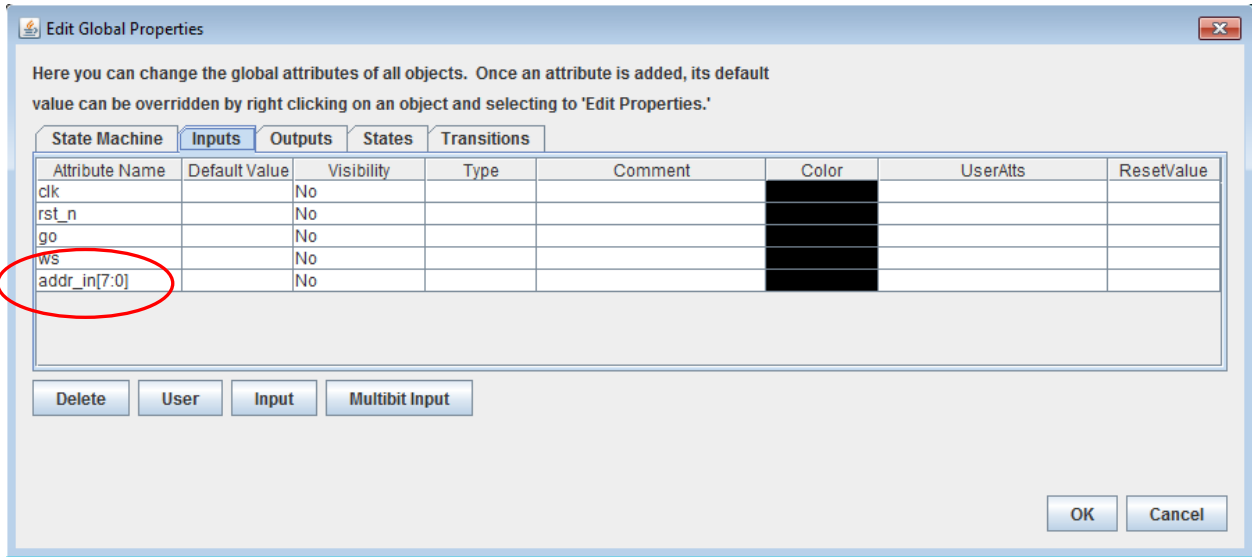 Edit Global Properties
Here you can change the global attributes of all objects. Once an attribute is added, its default
value can be overridden by right clicking on an object and selecting to 'Edit Properties.'
State Machine Inputs Outputs States Transitions
Attribute Name Default Value Visibility Type Comment Color UserAtts ResetValue
clk No
rst_n No
go No
ws No
addr_in[7:0] No
Delete User Input Multibit Input
OK Cancel